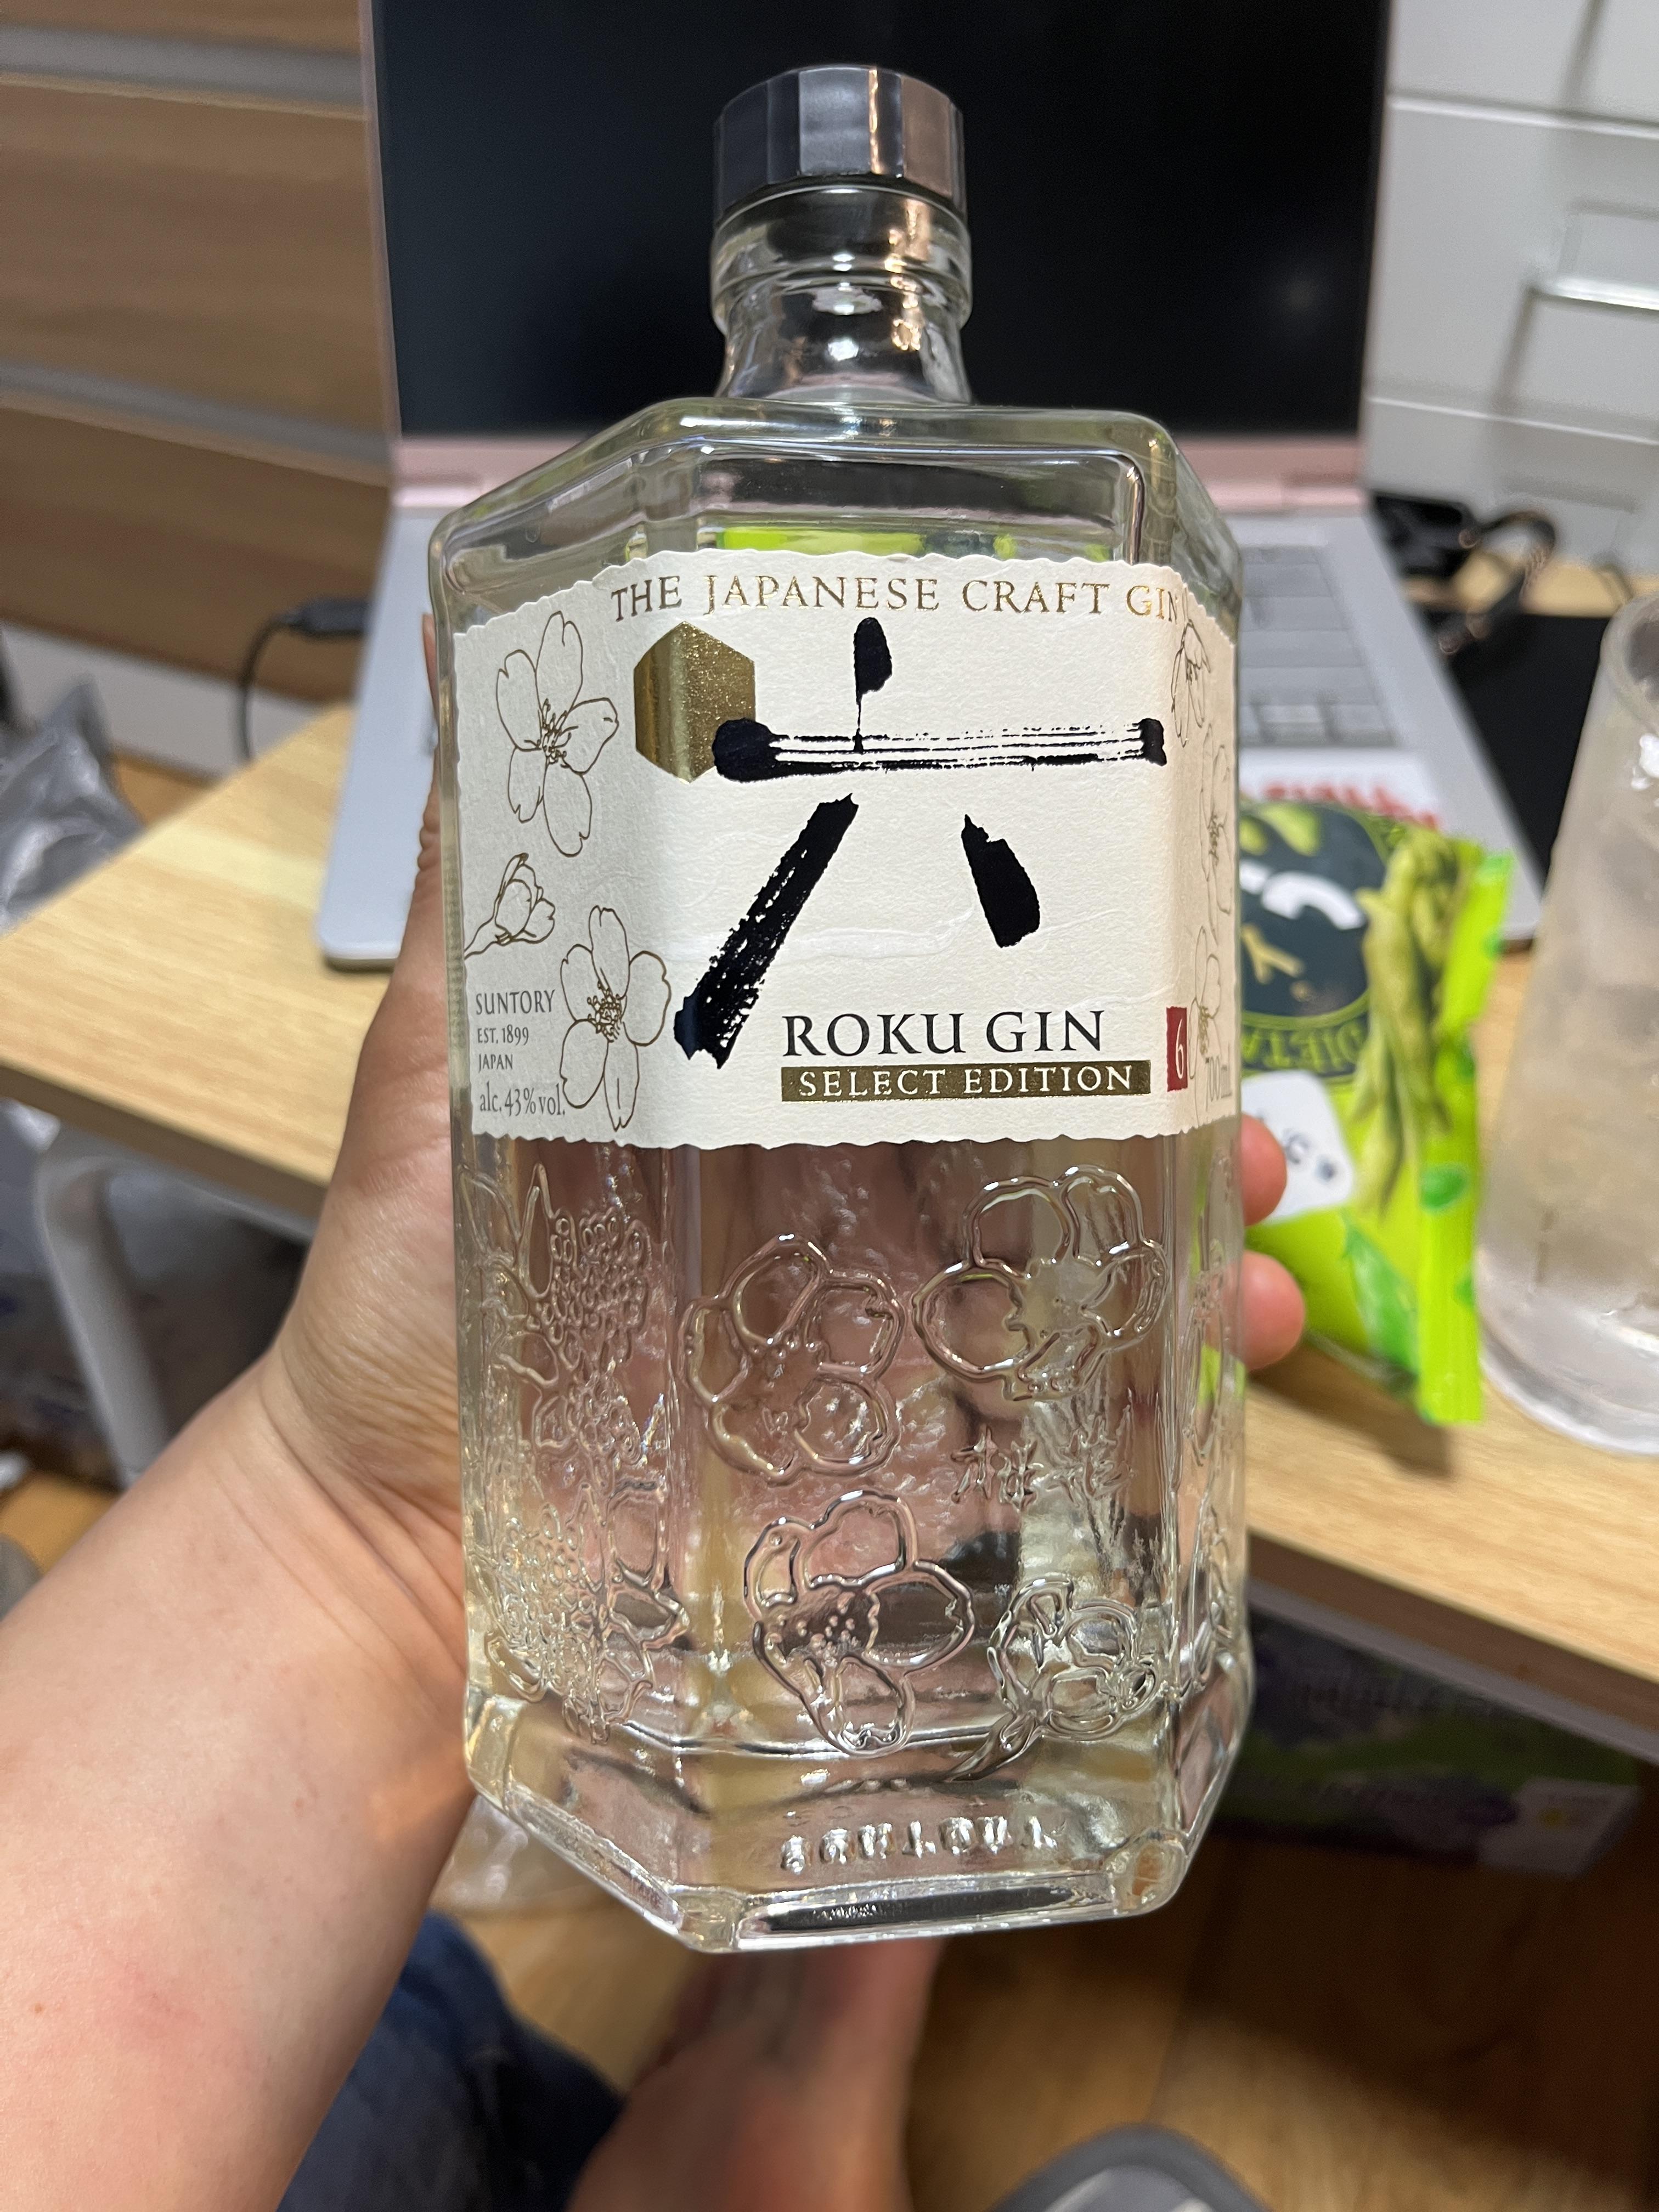 THE JAPANESE CRAFT GIN
六
SUNTORY
EST. 1899
JAPAN
alc. 43% vol.
ROKU GIN
SELECT EDITION
6
桜花